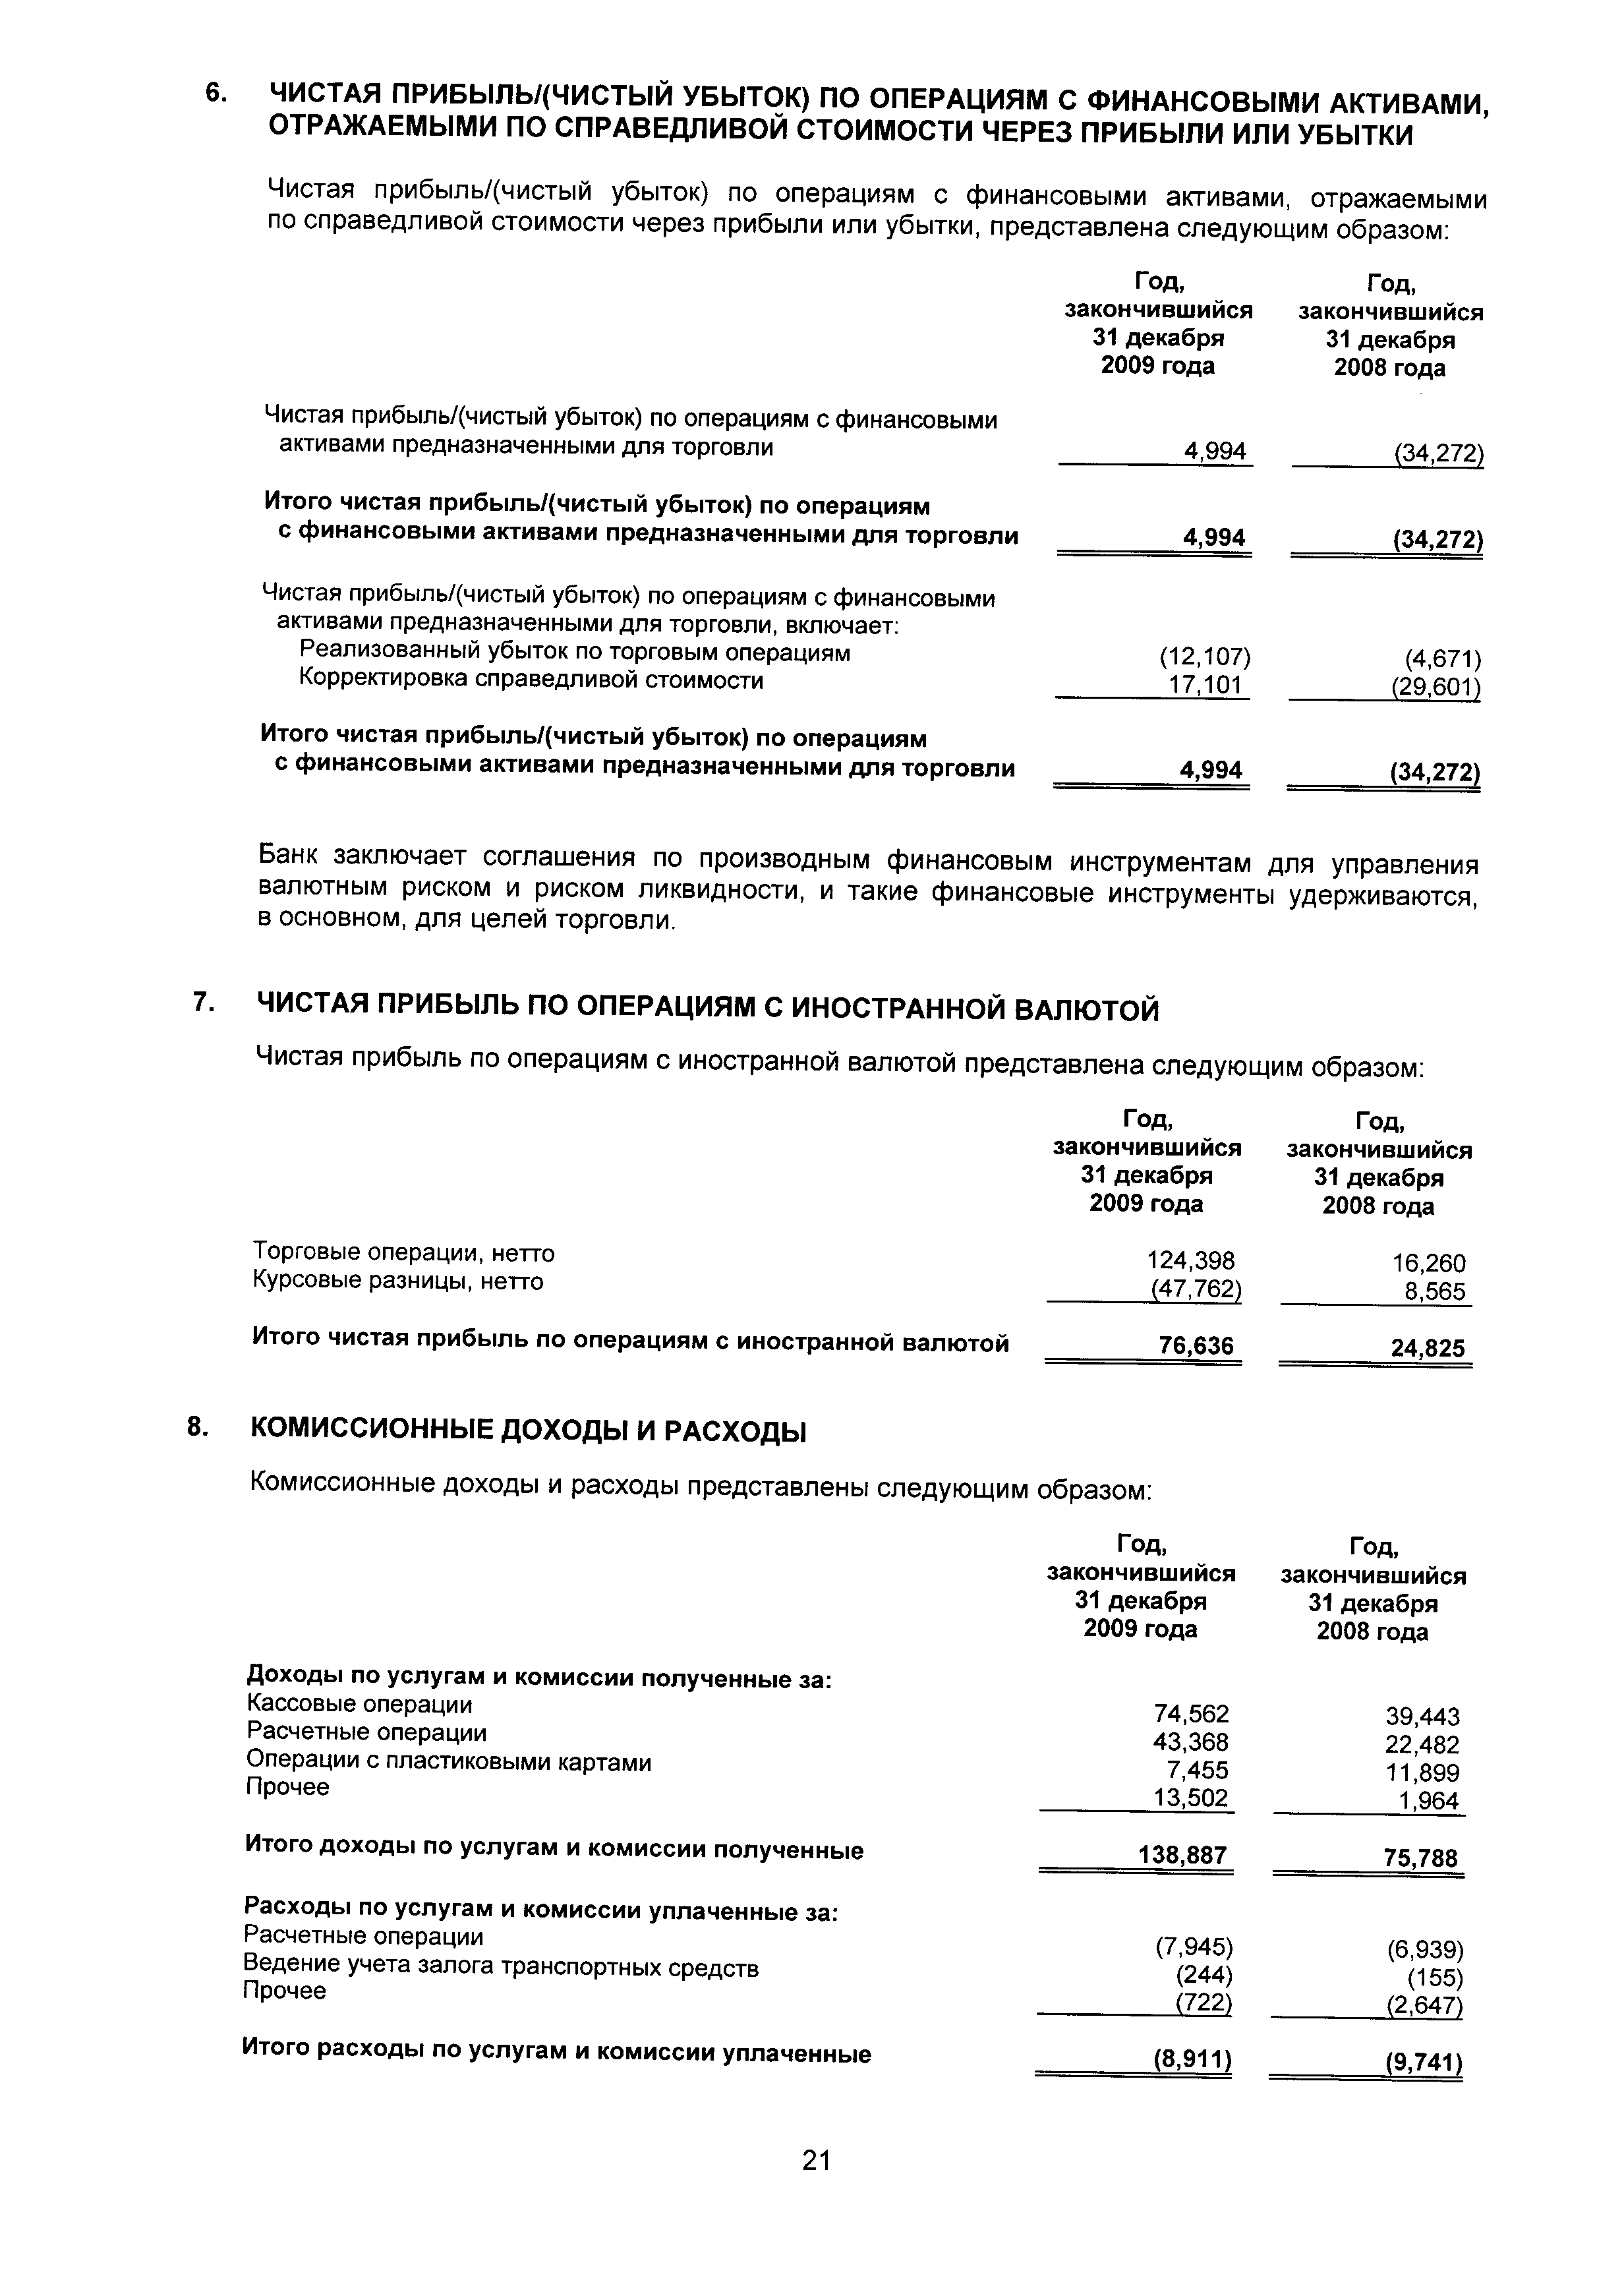 6. ЧИСТАЯ ПРИБЫЛЬ/(ЧИСТЫЙ УБЫТОК) ПО ОПЕРАЦИЯМ С ФИНАНСОВЫМИ АКТИВАМИ,
ОТРАЖАЕМЫМИ ПО СПРАВЕДЛИВОЙ СТОИМОСТИ ЧЕРЕЗ ПРИБЫЛИ ИЛИ УБЫТКИ
Чистая прибыль/(чистый убыток) по операциям с финансовыми активами, отражаемыми
по справедливой стоимости через прибыли или убытки, представлена следующим образом:
Год, Год,
закончившийся закончившийся
31 декабря 31 декабря
2009 года 2008 года
Чистая прибыль/(чистый убыток) по операциям с финансовыми
активами предназначенными для торговли 4,994 (34,272)
Итого чистая прибыль/(чистый убыток) по операциям
с финансовыми активами предназначенными для торговли 4,994 (34,272)
Чистая прибыль/(чистый убыток) по операциям с финансовыми
активами предназначенными для торговли, включает:
Реализованный убыток по торговым операциям (12,107) (4,671)
Корректировка справедливой стоимости 17,101 (29,601)
Итого чистая прибыль/(чистый убыток) по операциям
с финансовыми активами предназначенными для торговли 4,994 (34,272)
Банк заключает соглашения по производным финансовым инструментам для управления
валютным риском и риском ликвидности, и такие финансовые инструменты удерживаются,
в основном, для целей торговли.
7. ЧИСТАЯ ПРИБЫЛЬ ПО ОПЕРАЦИЯМ С ИНОСТРАННОЙ ВАЛЮТОЙ
Чистая прибыль по операциям с иностранной валютой представлена следующим образом:
Год, Год,
закончившийся закончившийся
31 декабря 31 декабря
2009 года 2008 года
Торговые операции, нетто 124,398 16,260
Курсовые разницы, нетто (47,762) 8,565
Итого чистая прибыль по операциям с иностранной валютой 76,636 24,825
8. КОМИССИОННЫЕ ДОХОДЫ И РАСХОДЫ
Комиссионные доходы и расходы представлены следующим образом:
Год, Год,
закончившийся закончившийся
31 декабря 31 декабря
2009 года 2008 года
Доходы по услугам и комиссии полученные за:
Кассовые операции 74,562 39,443
Расчетные операции 43,368 22,482
Операции с пластиковыми картами 7,455 11,899
Прочее 13,502 1,964
Итого доходы по услугам и комиссии полученные 138,887 75,788
Расходы по услугам и комиссии уплаченные за:
Расчетные операции (7,945) (6,939)
Ведение учета залога транспортных средств (244) (155)
Прочее (722) (2,647)
Итого расходы по услугам и комиссии уплаченные (8,911) (9,741)
21